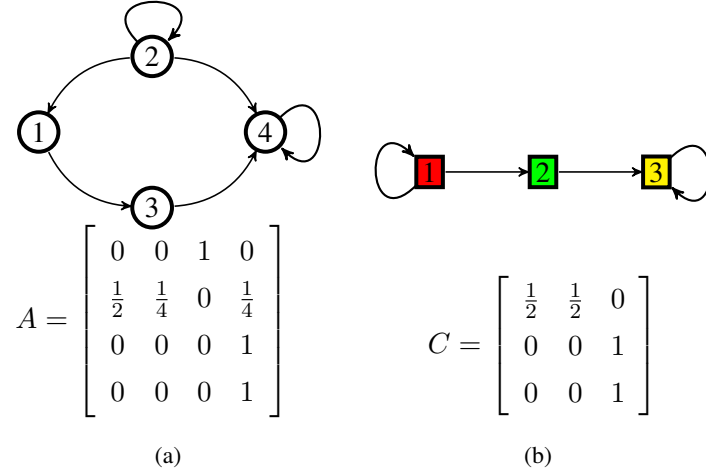 2
1
4
3
1 2 3
A = [ 0 0 1 0
1/2 1/4 0 1/4
0 0 0 1
0 0 0 1 ]
C = [ 1/2 1/2 0
0 0 1
0 0 1 ]
(a)
(b)